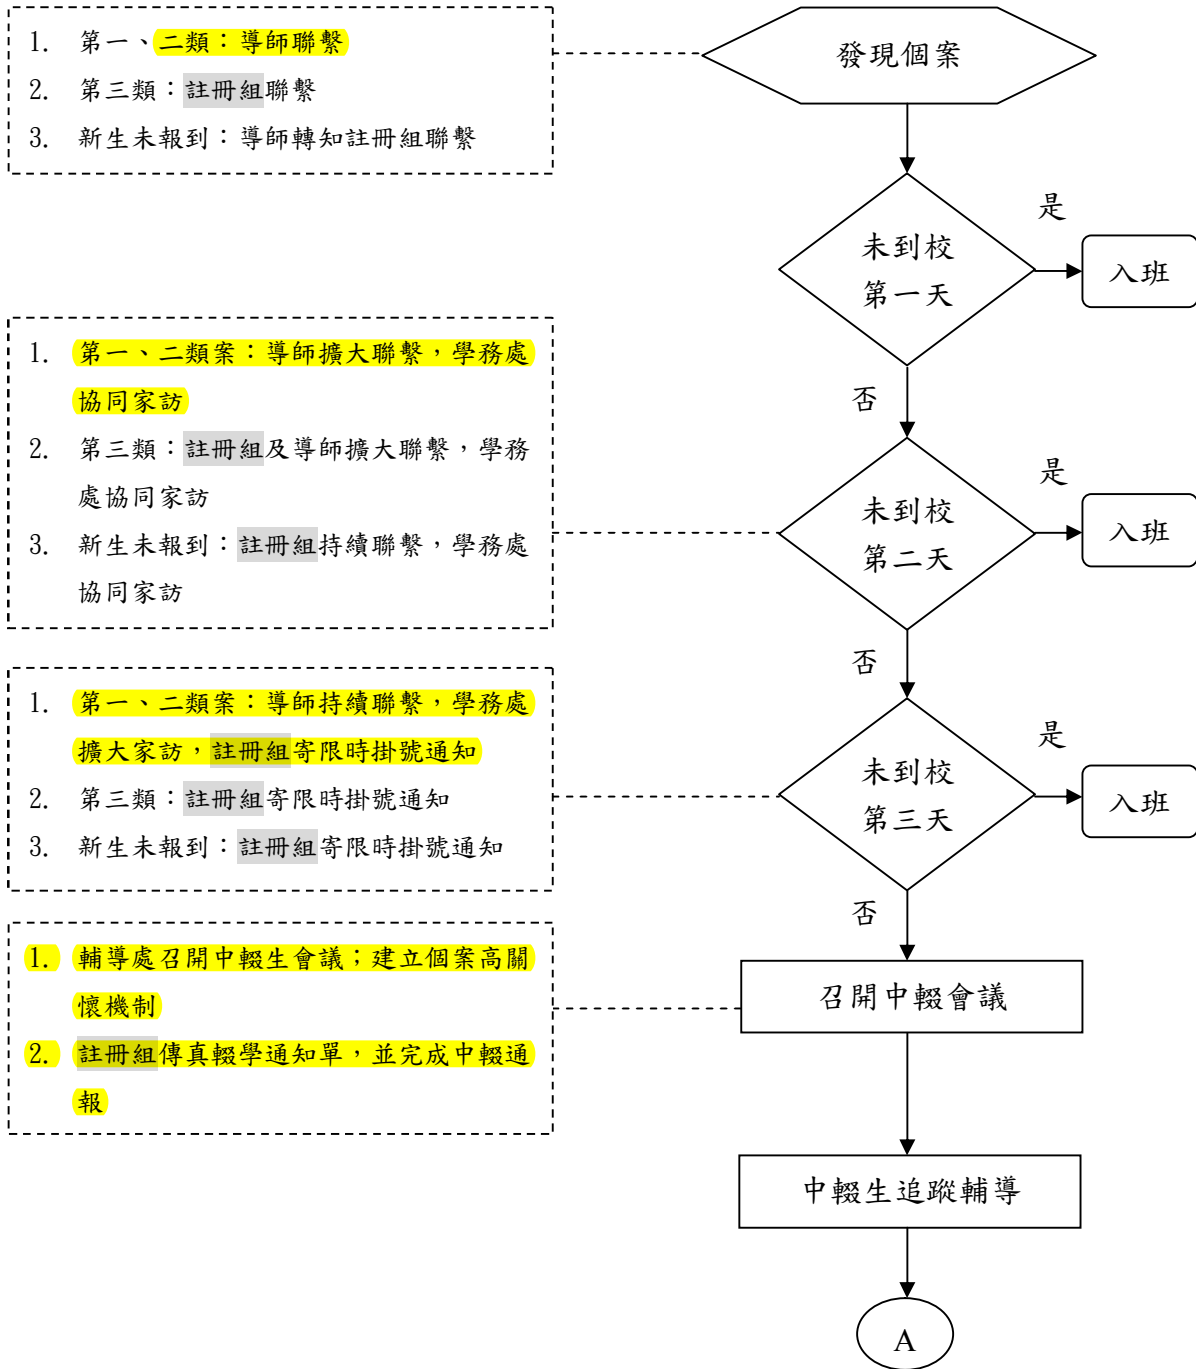 1. 第一、二類：導師聯繫
2. 第三類：註冊組聯繫
3. 新生未報到：導師轉知註冊組聯繫
發現個案
未到校
第一天
是
入班
否
1. 第一、二類案：導師擴大聯繫，學務處
協同家訪
2. 第三類：註冊組及導師擴大聯繫，學務
處協同家訪
3. 新生未報到：註冊組持續聯繫，學務處
協同家訪
未到校
第二天
是
入班
否
1. 第一、二類案：導師持續聯繫，學務處
擴大家訪，註冊組寄限時掛號通知
2. 第三類：註冊組寄限時掛號通知
3. 新生未報到：註冊組寄限時掛號通知
未到校
第三天
是
入班
否
1. 輔導處召開中輟生會議；建立個案高關
懷機制
2. 註冊組傳真輟學通知單，並完成中輟通
報
召開中輟會議
中輟生追蹤輔導
A